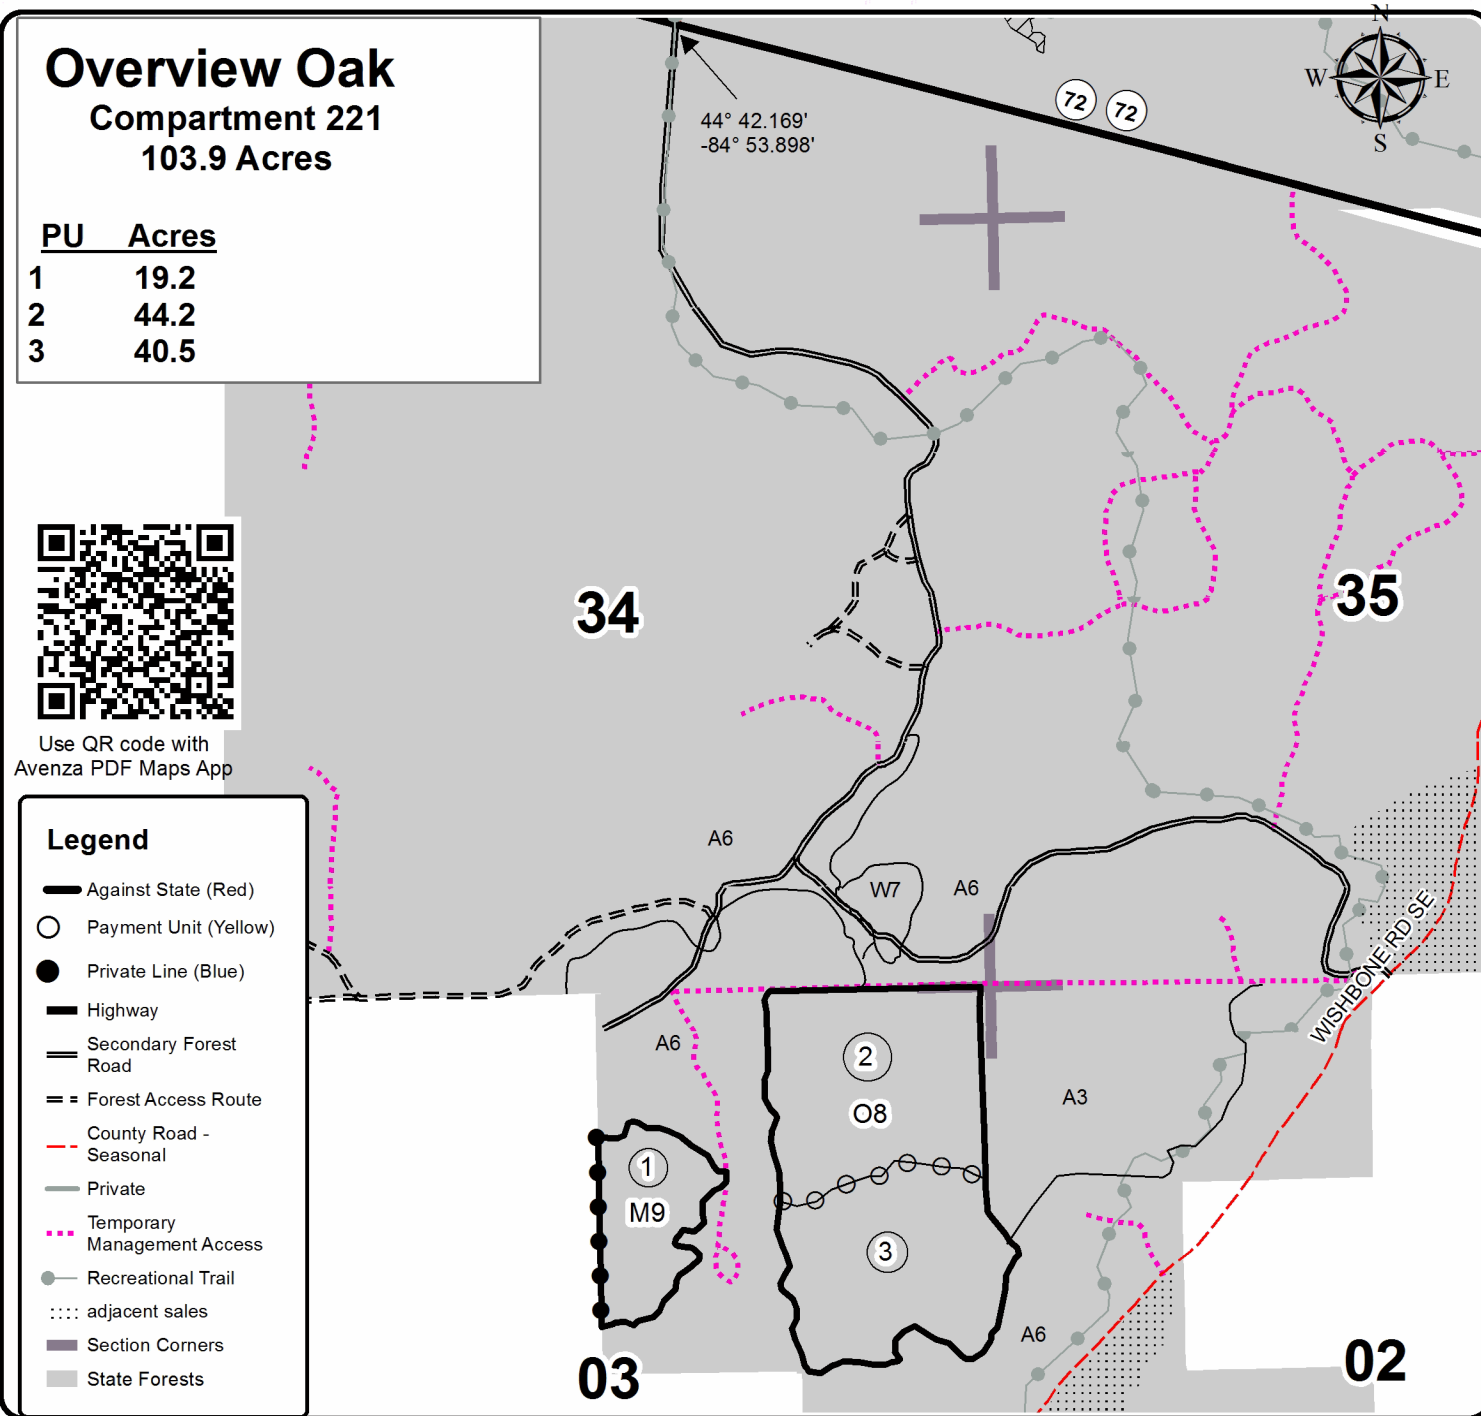 Overview Oak
Compartment 221
103.9 Acres
PU Acres
1 19.2
2 44.2
3 40.5
N
W E
S
72 72
44° 42.169'
-84° 53.898'
34
35
Use QR code with
Avenza PDF Maps App
A6
W7
A6
WISHBONE RD SE
A6
2
O8
A3
1
M9
3
A6
03
02
Legend
Against State (Red)
Payment Unit (Yellow)
Private Line (Blue)
Highway
Secondary Forest
Road
Forest Access Route
County Road -
Seasonal
Private
Temporary
Management Access
Recreational Trail
adjacent sales
Section Corners
State Forests